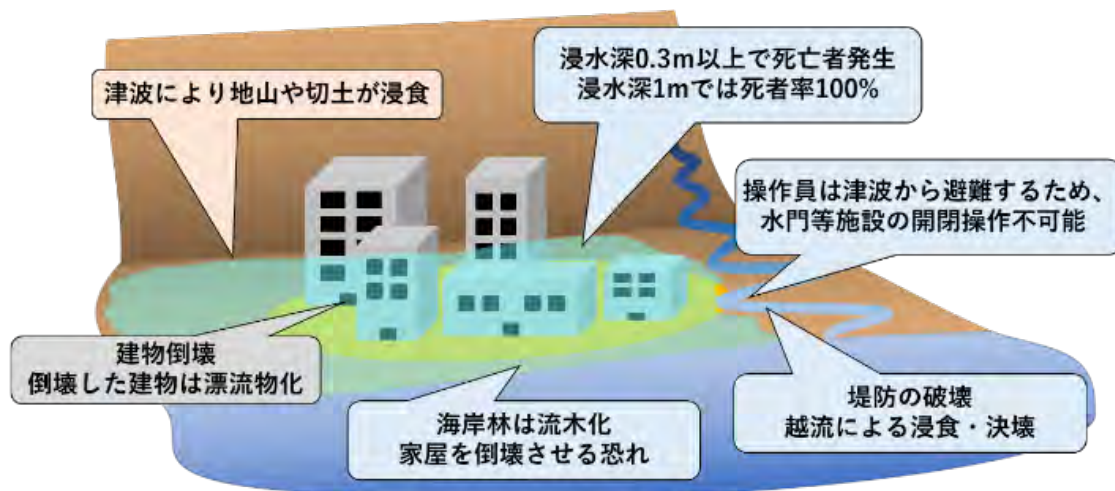 浸水深0.3m以上で死亡者発生
浸水深1mでは死者率100%
津波により地山や切土が浸食
操作員は津波から避難するため、
水門等施設の開閉操作不可能
建物倒壊
倒壊した建物は漂流物化
堤防の破壊
越流による浸食・決壊
海岸林は流木化
家屋を倒壊させる恐れ